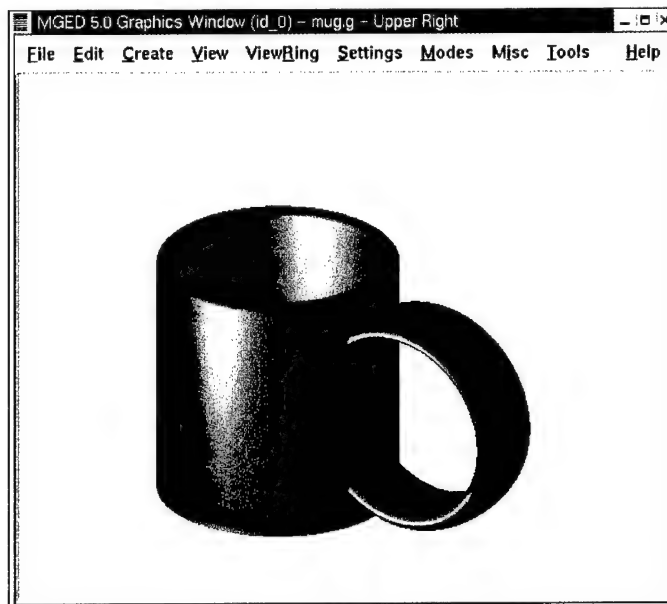 MGED 5.0 Graphics Window (id_0) – mug.g – Upper Right
File Edit Create View ViewRing Settings Modes Misc Tools Help